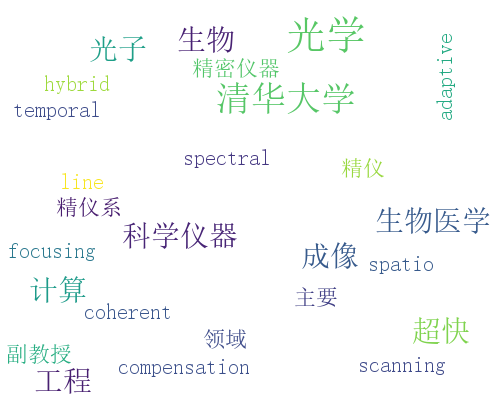 光学
生物
光子
adaptive
精密仪器
hybrid
清华大学
temporal
spectral
精仪
line
精仪系
生物医学
科学仪器
focusing
成像
spatio
计算
主要
coherent
超快
领域
副教授
compensation
scanning
工程